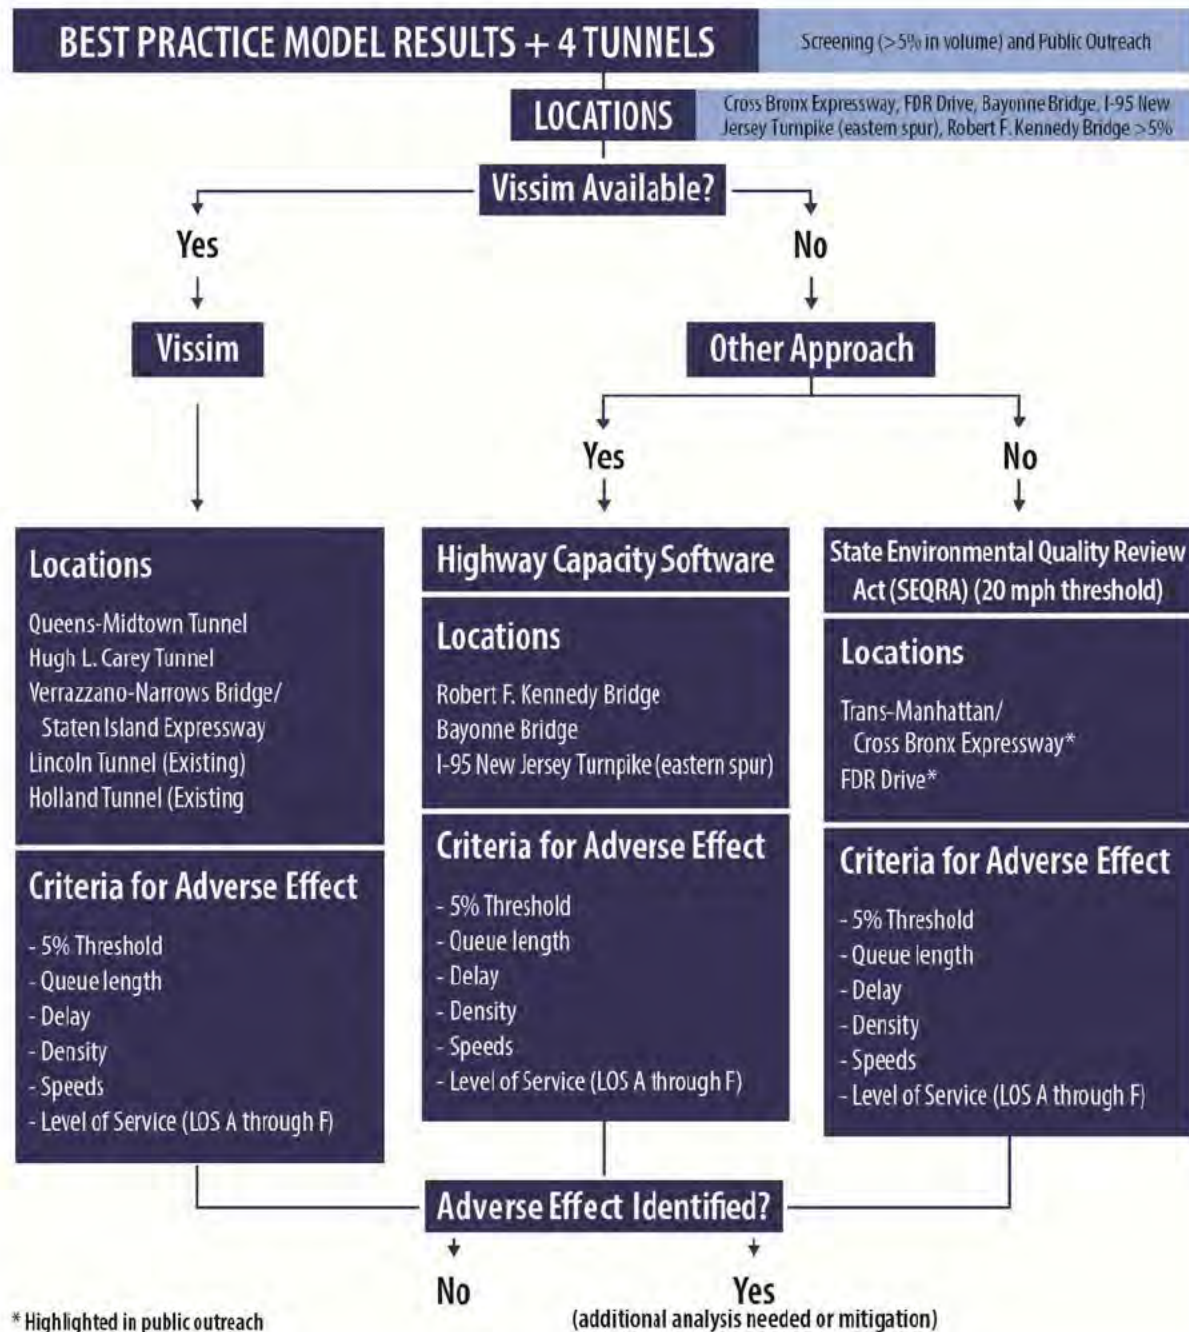 BEST PRACTICE MODEL RESULTS + 4 TUNNELS
Screening (>5% in volume) and Public Outreach
LOCATIONS
Cross Bronx Expressway, FDR Drive, Bayonne Bridge, I-95 New
Jersey Turnpike (eastern spur), Robert F. Kennedy Bridge >5%
Vissim Available?
Yes
No
Vissim
Other Approach
Yes
No
Locations
Queens-Midtown Tunnel
Hugh L. Carey Tunnel
Verrazzano-Narrows Bridge/
Staten Island Expressway
Lincoln Tunnel (Existing)
Holland Tunnel (Existing
Criteria for Adverse Effect
- 5% Threshold
- Queue length
- Delay
- Density
- Speeds
- Level of Service (LOS A through F)
Highway Capacity Software
Locations
Robert F. Kennedy Bridge
Bayonne Bridge
I-95 New Jersey Turnpike (eastern spur)
Criteria for Adverse Effect
- 5% Threshold
- Queue length
- Delay
- Density
- Speeds
- Level of Service (LOS A through F)
State Environmental Quality Review
Act (SEQRA) (20 mph threshold)
Locations
Trans-Manhattan/
Cross Bronx Expressway*
FDR Drive*
Criteria for Adverse Effect
- 5% Threshold
- Queue length
- Delay
- Density
- Speeds
- Level of Service (LOS A through F)
Adverse Effect Identified?
No
Yes
(additional analysis needed or mitigation)
* Highlighted in public outreach